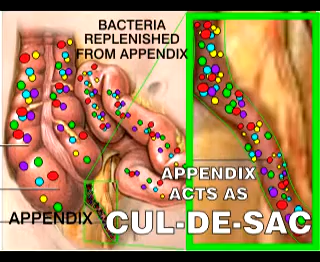 BACTERIA
REPLENISHED
FROM APPENDIX
APPENDIX
ACTS AS
CUL-DE-SAC
APPENDIX